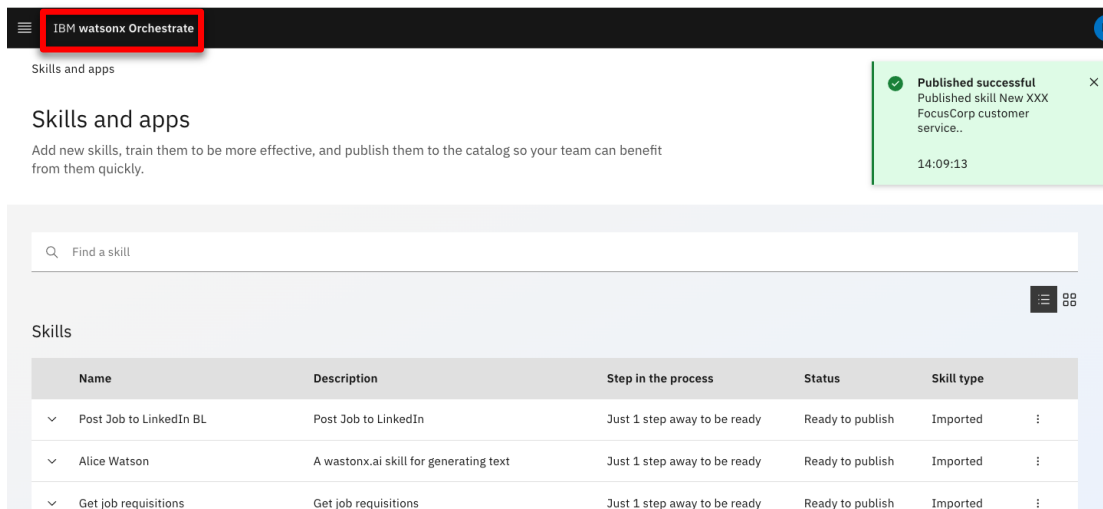 IBM watsonx Orchestrate
Skills and apps
Published successful
Published skill New XXX
FocusCorp customer
service..
14:09:13
Skills and apps
Add new skills, train them to be more effective, and publish them to the catalog so your team can benefit
from them quickly.
Find a skill
Skills
Name Description Step in the process Status Skill type
Post Job to LinkedIn BL Post Job to LinkedIn Just 1 step away to be ready Ready to publish Imported
Alice Watson A wastonx.ai skill for generating text Just 1 step away to be ready Ready to publish Imported
Get job requisitions Get job requisitions Just 1 step away to be ready Ready to publish Imported